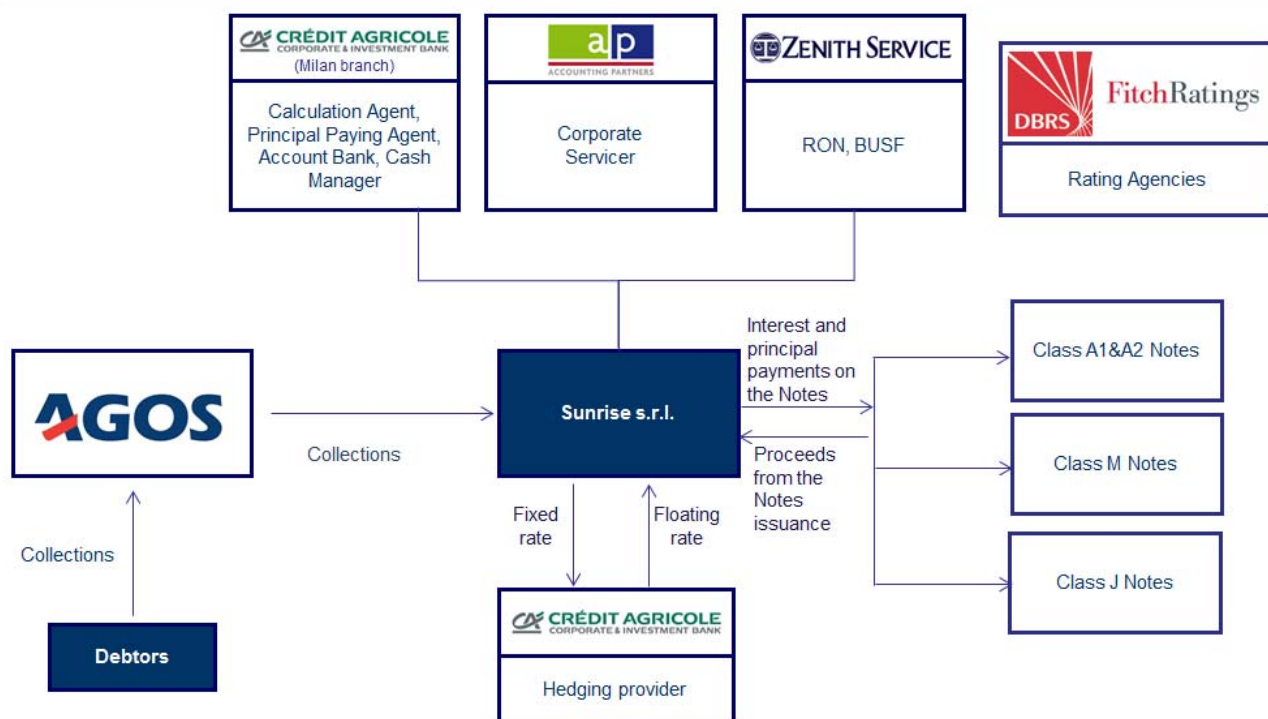 CRÉDIT AGRICOLE
CORPORATE & INVESTMENT BANK
(Milan branch)
Calculation Agent,
Principal Paying Agent,
Account Bank, Cash
Manager
ap
ACCOUNTING PARTNERS
Corporate
Servicer
ZENITH SERVICE
RON, BUSF
DBRS
FitchRatings
Rating Agencies
AGOS
Collections
Sunrise s.r.l.
Interest and
principal
payments on
the Notes
Proceeds
from the
Notes
issuance
Class A1&A2 Notes
Class M Notes
Class J Notes
Collections
Debtors
Fixed
rate
Floating
rate
CRÉDIT AGRICOLE
CORPORATE & INVESTMENT BANK
Hedging provider